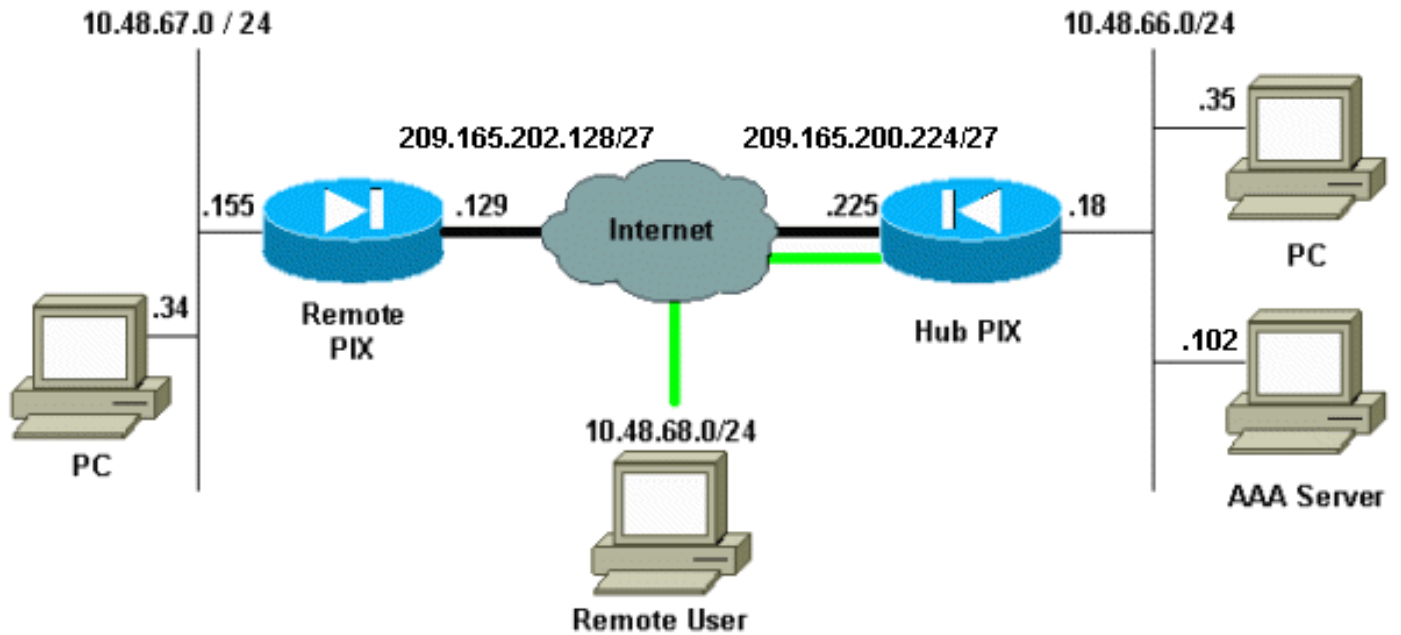 10.48.67.0 / 24
10.48.66.0/24
.35
209.165.202.128/27
209.165.200.224/27
.155
.129
Internet
.225
.18
PC
.34
Remote
PIX
Hub PIX
.102
10.48.68.0/24
PC
AAA Server
Remote User